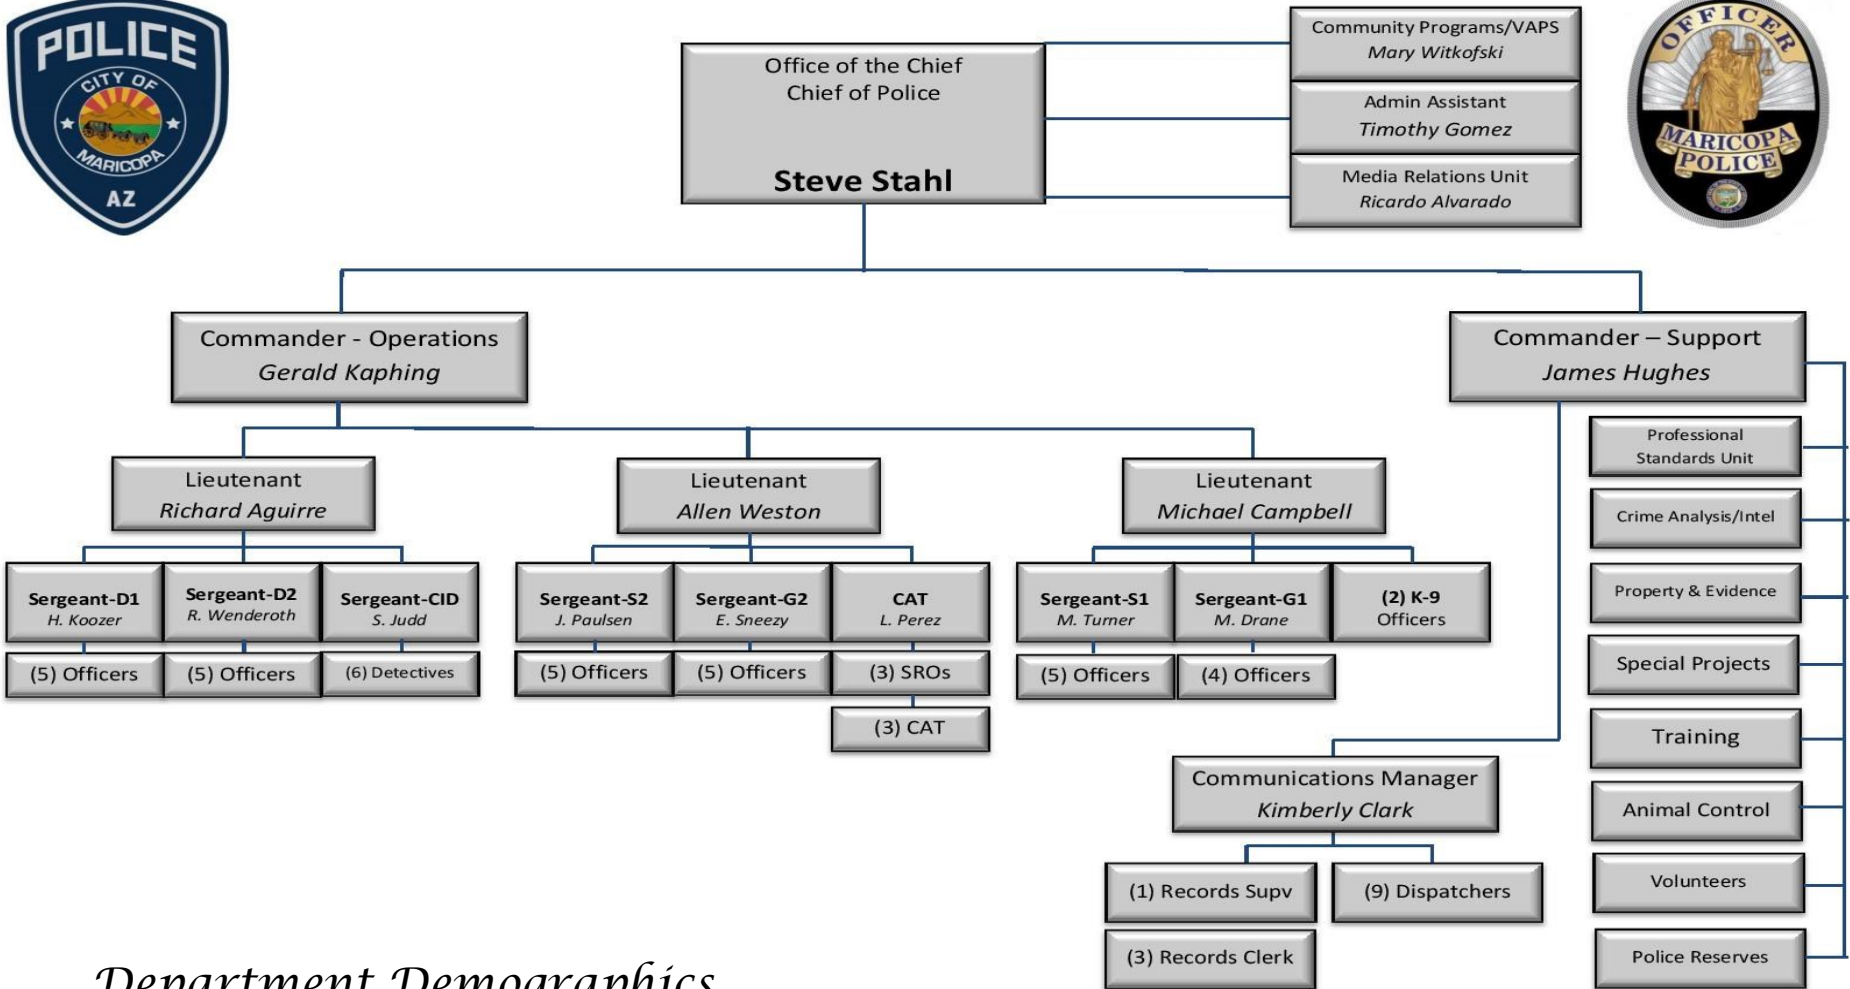 POLICE
CITY OF
MARICOPA
AZ
Office of the Chief
Chief of Police
Steve Stahl
Community Programs/VAPS
Mary Witkofski
Admin Assistant
Timothy Gomez
Media Relations Unit
Ricardo Alvarado
OFFICER
MARICOPA
POLICE
Commander - Operations
Gerald Kaphing
Commander – Support
James Hughes
Lieutenant
Richard Aguirre
Lieutenant
Allen Weston
Lieutenant
Michael Campbell
Sergeant-D1
H. Koozer
(5) Officers
Sergeant-D2
R. Wenderoth
(5) Officers
Sergeant-CID
S. Judd
(6) Detectives
Sergeant-S2
J. Paulsen
(5) Officers
Sergeant-G2
E. Sneezy
(5) Officers
CAT
L. Perez
(3) SROs
(3) CAT
Sergeant-S1
M. Turner
(5) Officers
Sergeant-G1
M. Drane
(4) Officers
(2) K-9
Officers
Professional
Standards Unit
Crime Analysis/Intel
Property & Evidence
Special Projects
Training
Animal Control
Volunteers
Police Reserves
Communications Manager
Kimberly Clark
(1) Records Supv
(9) Dispatchers
(3) Records Clerk
Department Demographics